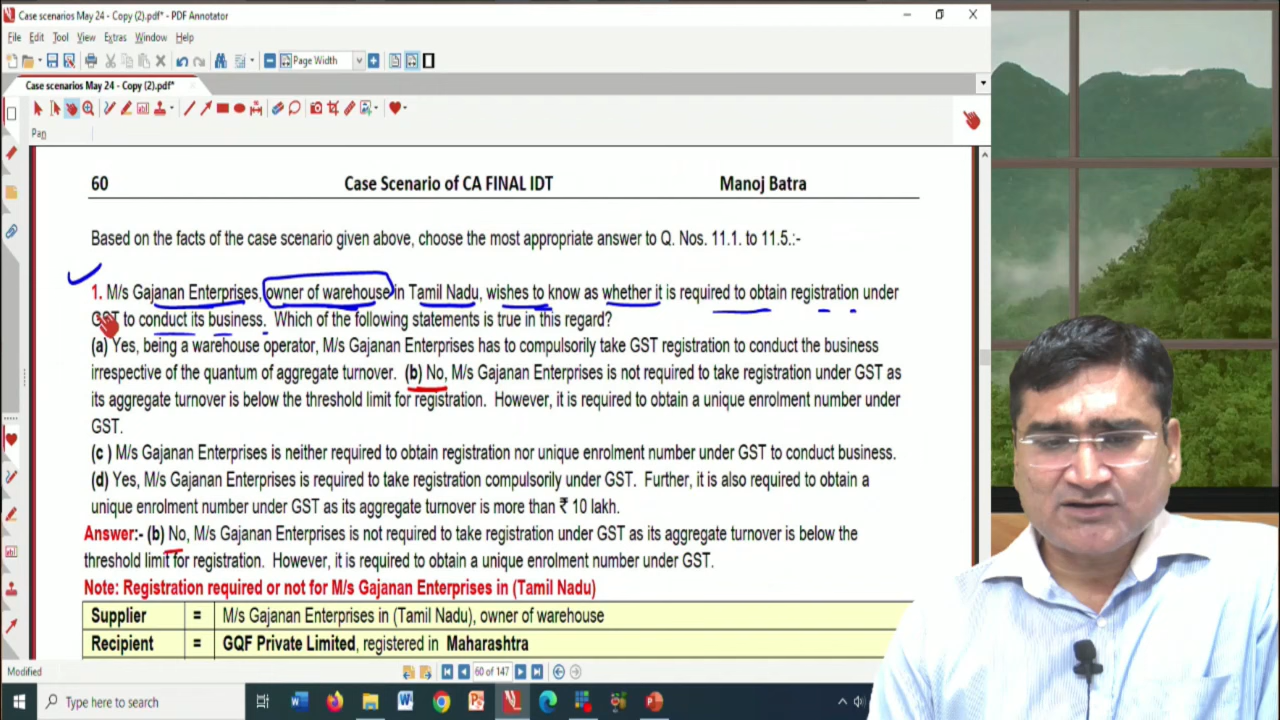 Case scenarios May 24 - Copy (2).pdf* - PDF Annotator
File Edit Tool View Extras Window Help
Page Width
Case scenarios May 24 - Copy (2).pdf*
Pan
60 Case Scenario of CA FINAL IDT Manoj Batra
Based on the facts of the case scenario given above, choose the most appropriate answer to Q. Nos. 11.1. to 11.5.:-
1. M/s Gajanan Enterprises, owner of warehouse in Tamil Nadu, wishes to know as whether it is required to obtain registration under
GST to conduct its business. Which of the following statements is true in this regard?
(a) Yes, being a warehouse operator, M/s Gajanan Enterprises has to compulsorily take GST registration to conduct the business
irrespective of the quantum of aggregate turnover. (b) No, M/s Gajanan Enterprises is not required to take registration under GST as
its aggregate turnover is below the threshold limit for registration. However, it is required to obtain a unique enrolment number under
GST.
(c ) M/s Gajanan Enterprises is neither required to obtain registration nor unique enrolment number under GST to conduct business.
(d) Yes, M/s Gajanan Enterprises is required to take registration compulsorily under GST. Further, it is also required to obtain a
unique enrolment number under GST as its aggregate turnover is more than ₹ 10 lakh.
Answer:- (b) No, M/s Gajanan Enterprises is not required to take registration under GST as its aggregate turnover is below the
threshold limit for registration. However, it is required to obtain a unique enrolment number under GST.
Note: Registration required or not for M/s Gajanan Enterprises in (Tamil Nadu)
Supplier = M/s Gajanan Enterprises in (Tamil Nadu), owner of warehouse
Recipient = GQF Private Limited, registered in Maharashtra
Modified 60 of 147
Type here to search